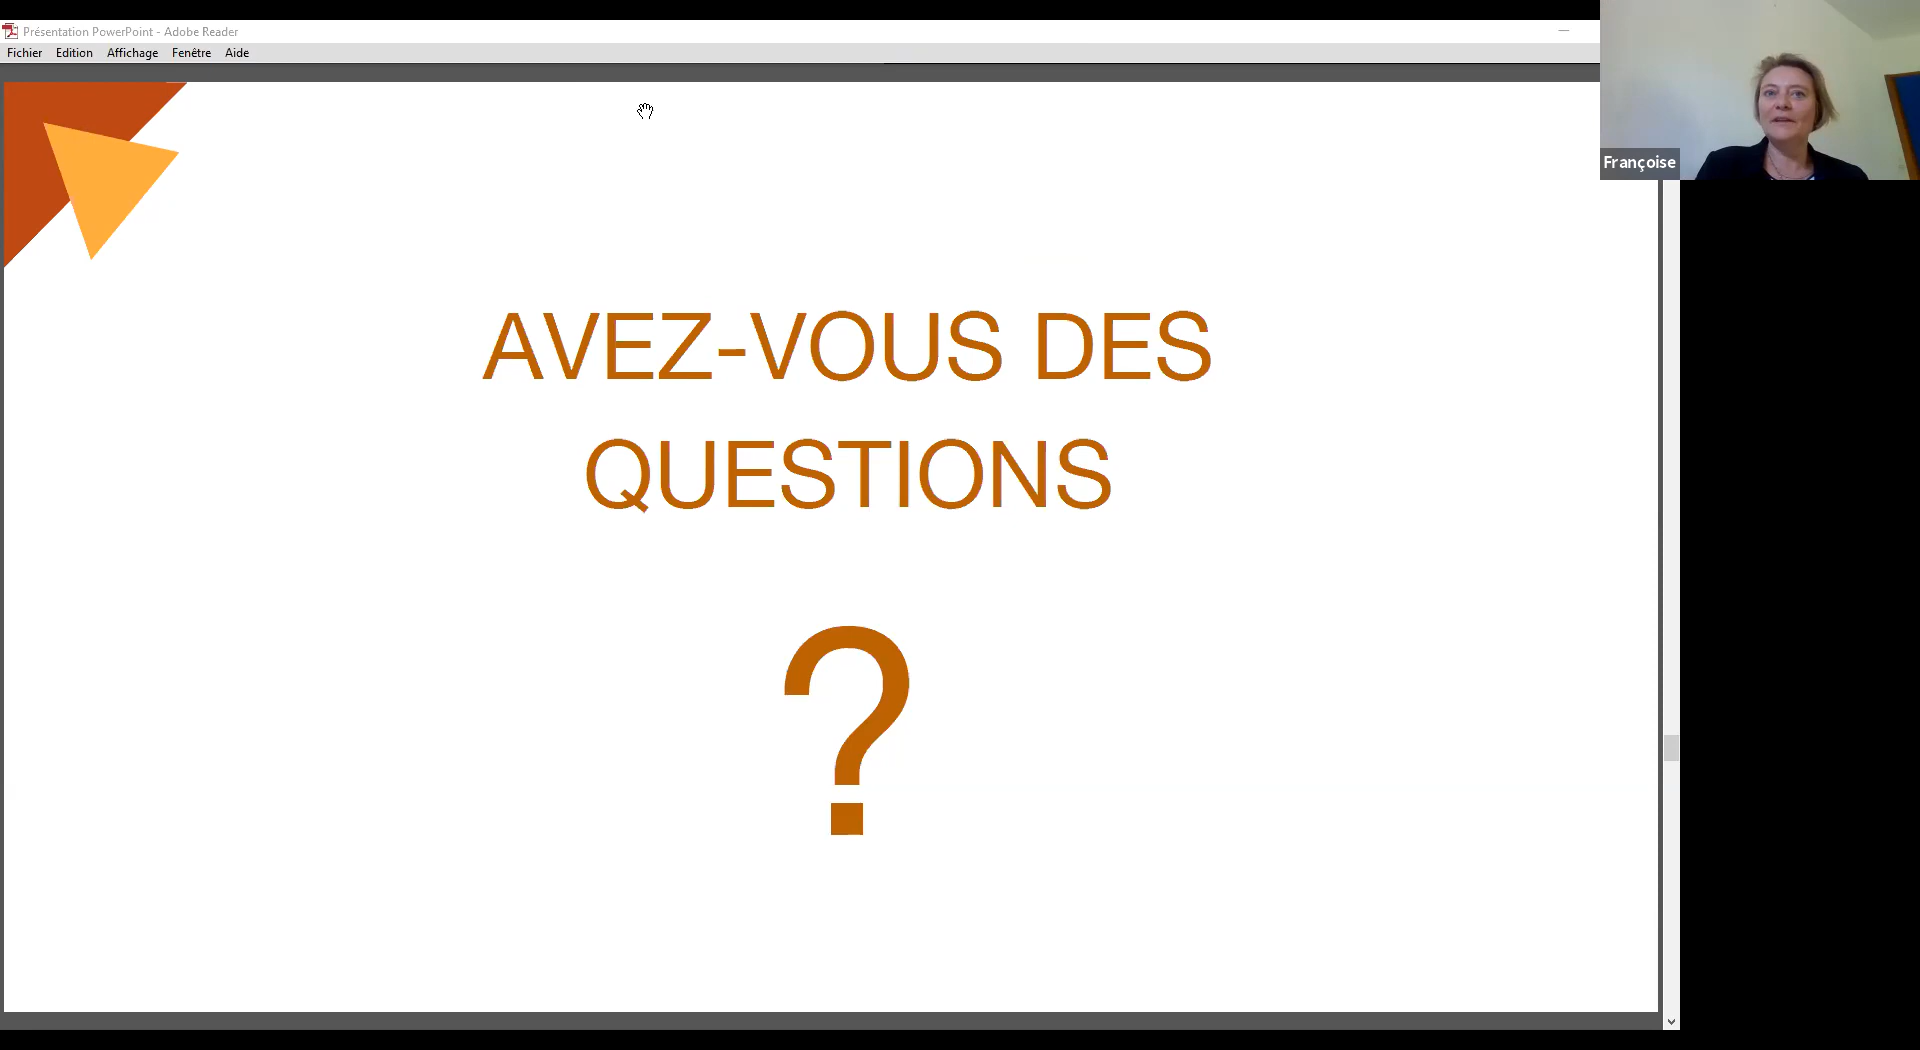 Présentation PowerPoint - Adobe Reader
Fichier Edition Affichage Fenêtre Aide
Françoise
AVEZ-VOUS DES
QUESTIONS
?